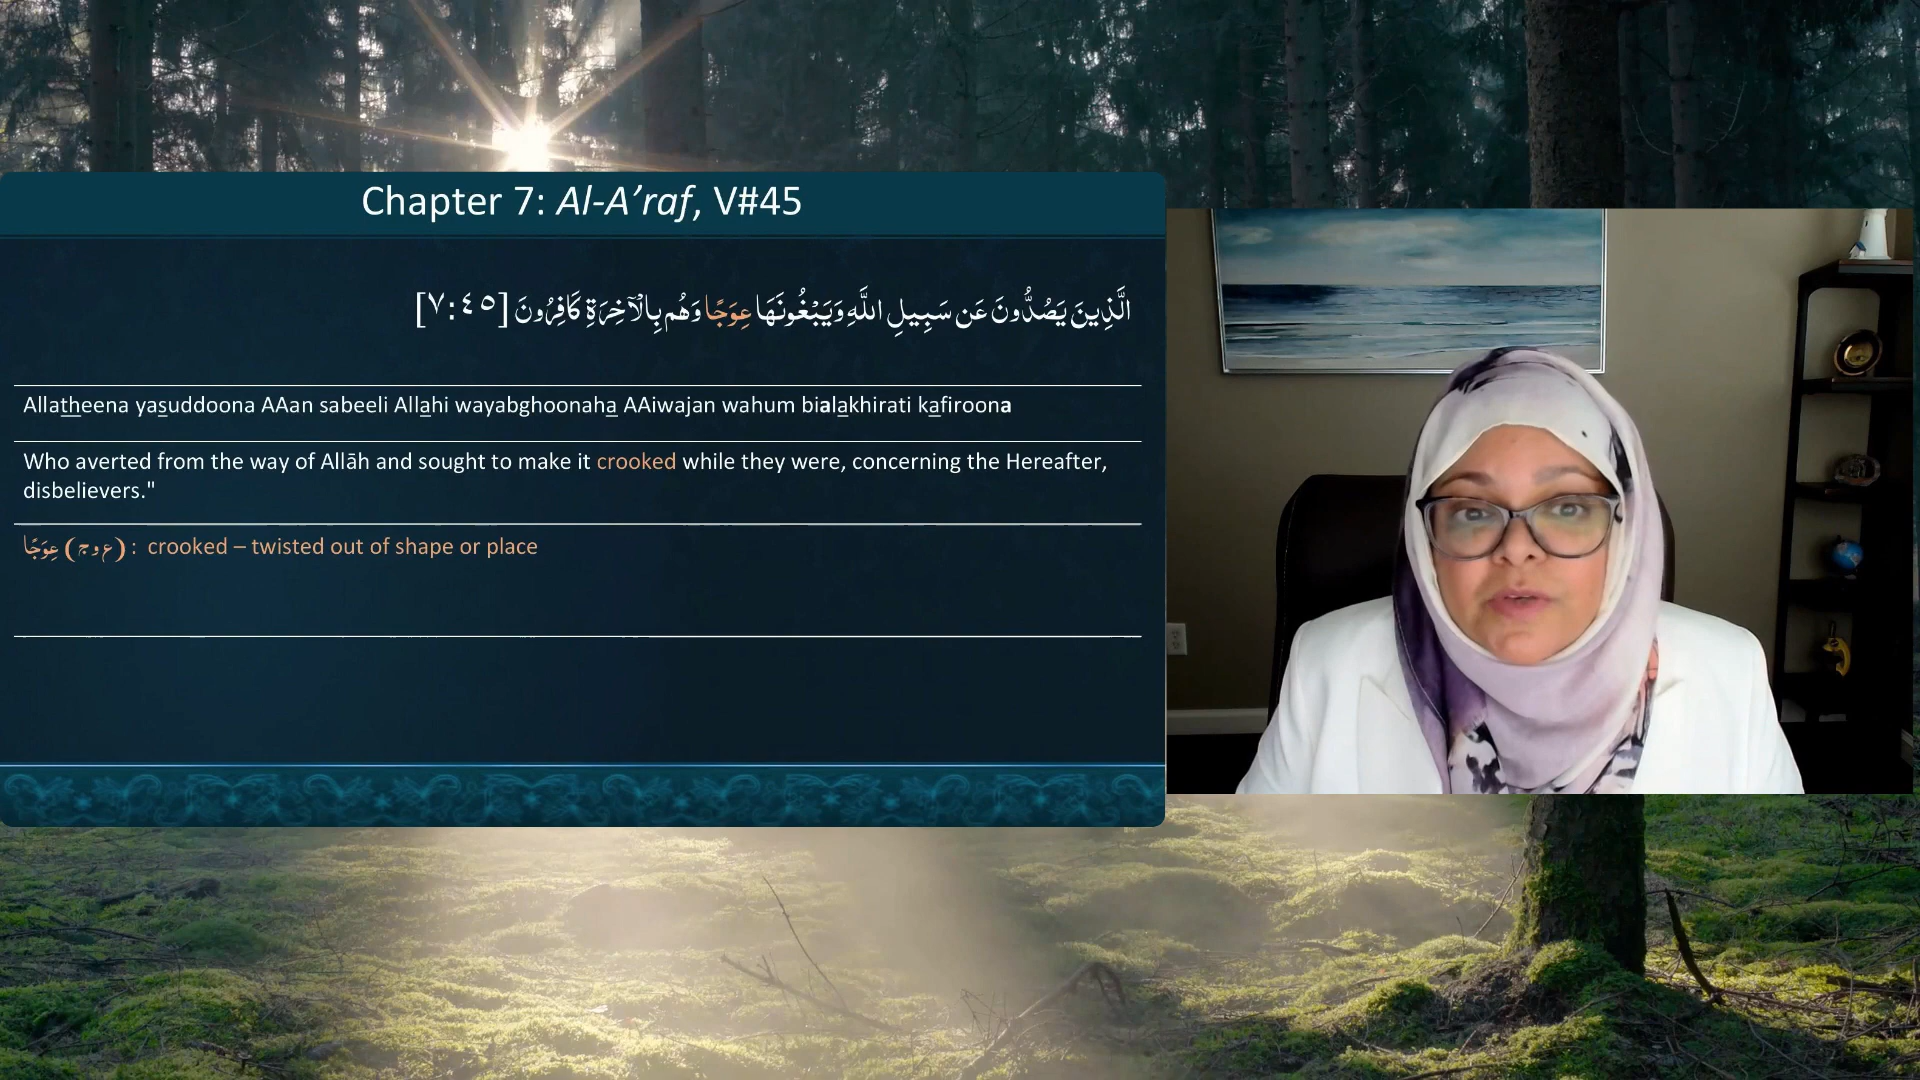 Chapter 7: Al-A’raf, V#45
الَّذِينَ يَصُدُّونَ عَن سَبِيلِ اللَّهِ وَيَبْغُونَهَا عِوَجًا وَهُم بِالْآخِرَةِ كَافِرُونَ [٧:٤٥]
Allatheena yasuddoona AAan sabeeli Allahi wayabghoonaha AAiwajan wahum bialakhirati kafiroona
Who averted from the way of Allāh and sought to make it crooked while they were, concerning the Hereafter,
disbelievers."
عِوَجًا (ع و ج) : crooked – twisted out of shape or place